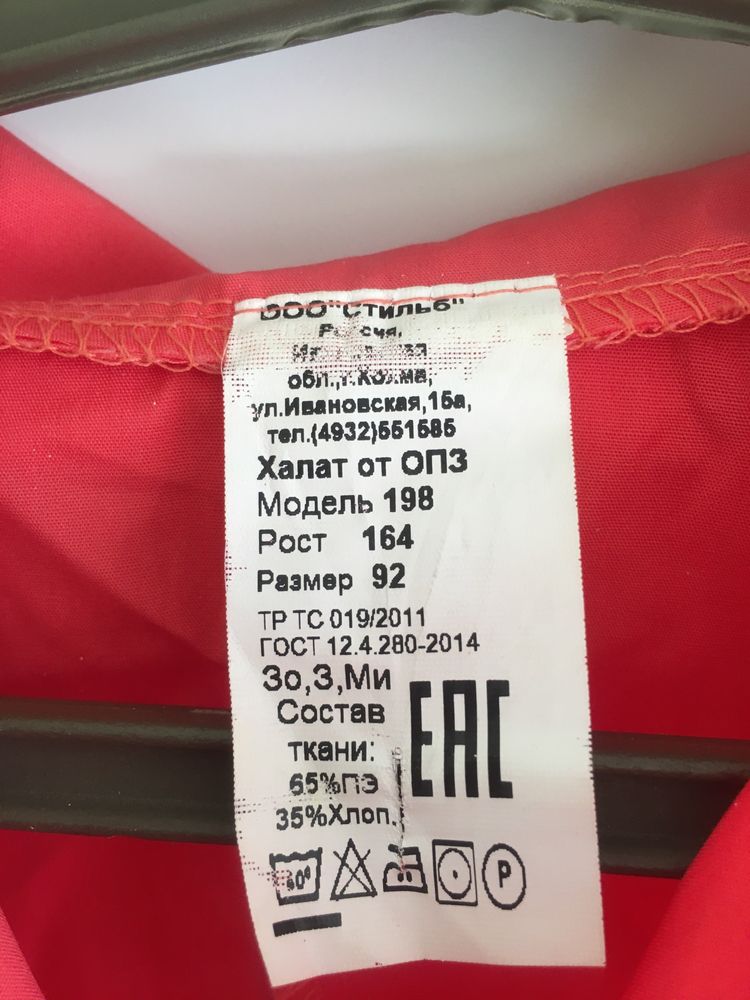 ООО"Стильб"
обл.,г.Кохма,
ул.Ивановская,15а,
тел.(4932)551585
Халат от ОПЗ
Модель 198
Рост 164
Размер 92
ТР ТС 019/2011
ГОСТ 12.4.280-2014
Зо,З,Ми
Состав
ткани:
65%ПЭ
35%Хлоп.
EAC
P